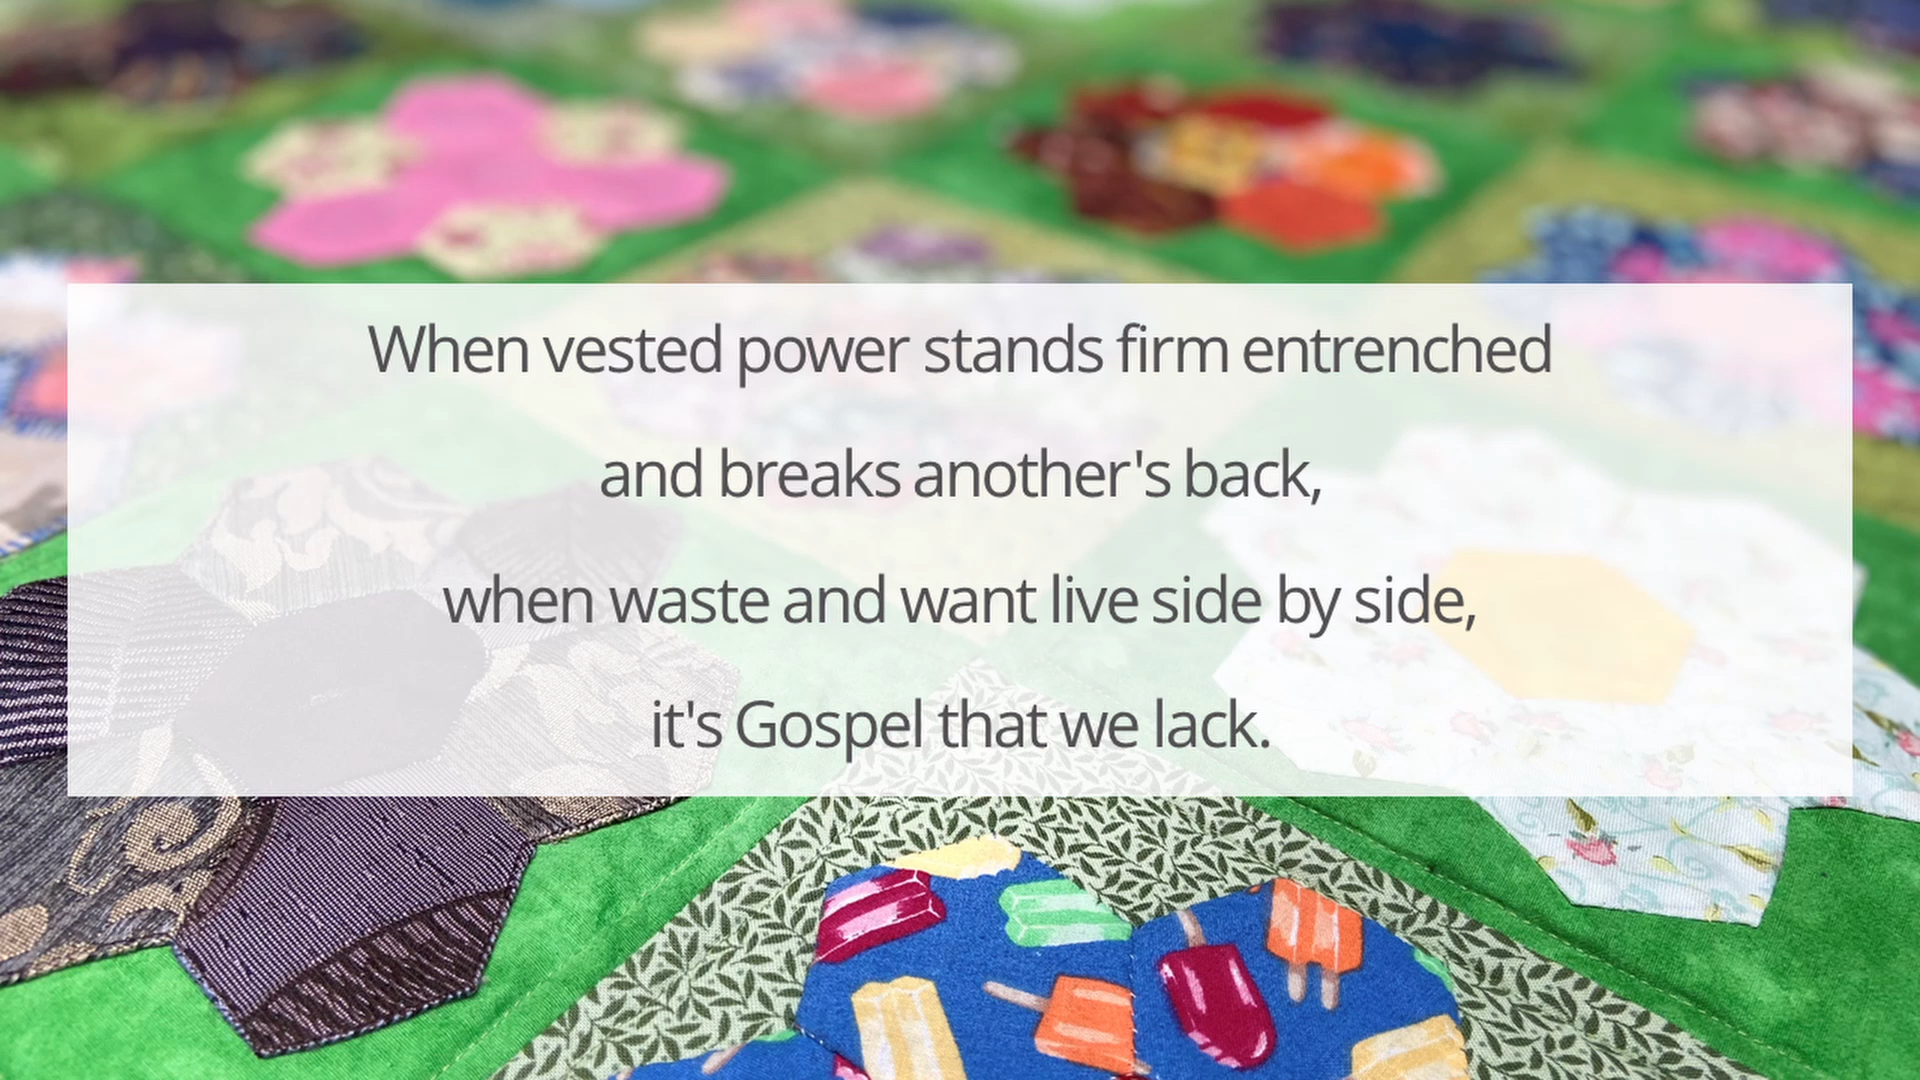 When vested power stands firm entrenched
and breaks another's back,
when waste and want live side by side,
it's Gospel that we lack.